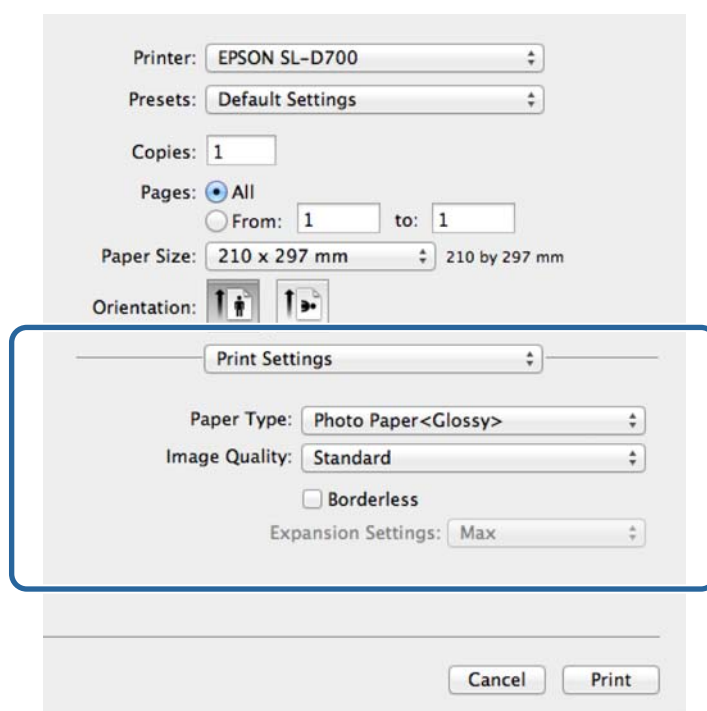 Printer: EPSON SL-D700
Presets: Default Settings
Copies: 1
Pages: All
From: 1 to: 1
Paper Size: 210 x 297 mm 210 by 297 mm
Orientation:
Print Settings
Paper Type: Photo Paper<Glossy>
Image Quality: Standard
Borderless
Expansion Settings: Max
Cancel Print